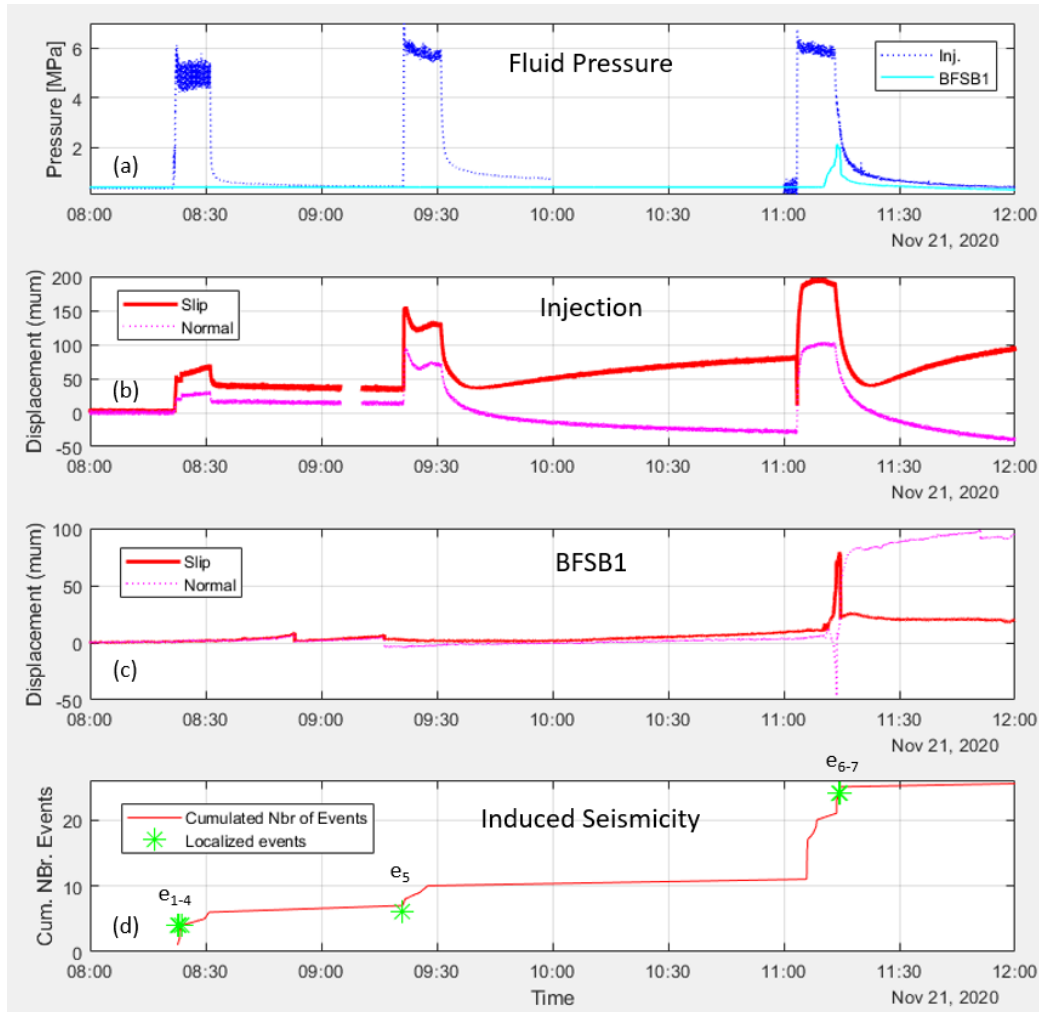 Pressure [MPa]
6
4
2
Fluid Pressure
Inj.
BFSB1
(a)
08:00 08:30 09:00 09:30 10:00 10:30 11:00 11:30 12:00
Nov 21, 2020
Displacement (mum)
200
150
100
50
0
-50
Slip
Normal
Injection
(b)
08:00 08:30 09:00 09:30 10:00 10:30 11:00 11:30 12:00
Nov 21, 2020
Displacement (mum)
100
50
0
-50
Slip
Normal
BFSB1
(c)
08:00 08:30 09:00 09:30 10:00 10:30 11:00 11:30 12:00
Nov 21, 2020
Cum. NBr. Events
20
10
0
Cumulated Nbr of Events
Localized events
Induced Seismicity
e6-7
e5
e1-4
(d)
08:00 08:30 09:00 09:30 10:00 10:30 11:00 11:30 12:00
Time
Nov 21, 2020